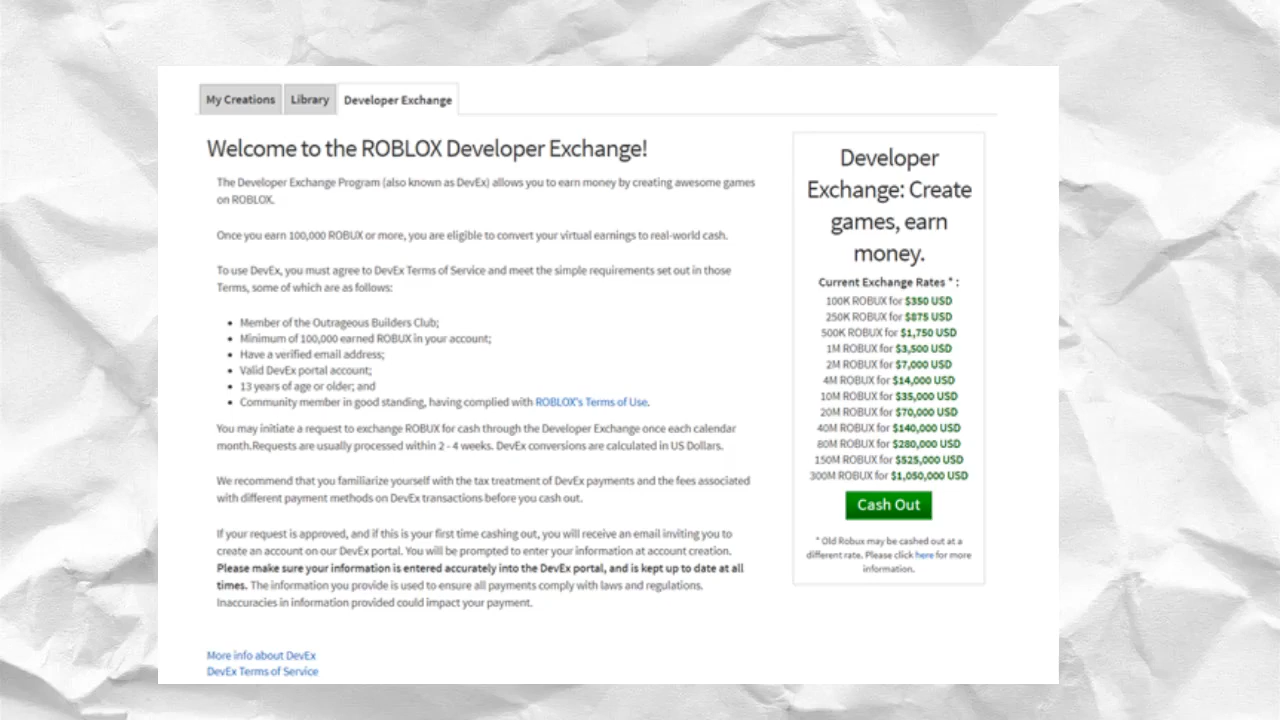 My Creations
Library
Developer Exchange
Welcome to the ROBLOX Developer Exchange!
The Developer Exchange Program (also known as DevEx) allows you to earn money by creating awesome games
on ROBLOX.
Once you earn 100,000 ROBUX or more, you are eligible to convert your virtual earnings to real-world cash.
To use DevEx, you must agree to DevEx Terms of Service and meet the simple requirements set out in those
Terms, some of which are as follows:
• Member of the Outrageous Builders Club;
• Minimum of 100,000 earned ROBUX in your account;
• Have a verified email address;
• Valid DevEx portal account;
• 13 years of age or older; and
• Community member in good standing, having complied with ROBLOX's Terms of Use.
You may initiate a request to exchange ROBUX for cash through the Developer Exchange once each calendar
month.Requests are usually processed within 2 - 4 weeks. DevEx conversions are calculated in US Dollars.
We recommend that you familiarize yourself with the tax treatment of DevEx payments and the fees associated
with different payment methods on DevEx transactions before you cash out.
If your request is approved, and if this is your first time cashing out, you will receive an email inviting you to
create an account on our DevEx portal. You will be prompted to enter your information at account creation.
Please make sure your information is entered accurately into the DevEx portal, and is kept up to date at all
times. The information you provide is used to ensure all payments comply with laws and regulations.
Inaccuracies in information provided could impact your payment.
More info about DevEx
DevEx Terms of Service
Developer
Exchange: Create
games, earn
money.
Current Exchange Rates * :
100K ROBUX for $350 USD
250K ROBUX for $875 USD
500K ROBUX for $1,750 USD
1M ROBUX for $3,500 USD
2M ROBUX for $7,000 USD
4M ROBUX for $14,000 USD
10M ROBUX for $35,000 USD
20M ROBUX for $70,000 USD
40M ROBUX for $140,000 USD
80M ROBUX for $280,000 USD
150M ROBUX for $525,000 USD
300M ROBUX for $1,050,000 USD
Cash Out
* Old Robux may be cashed out at a
different rate. Please click here for more
information.